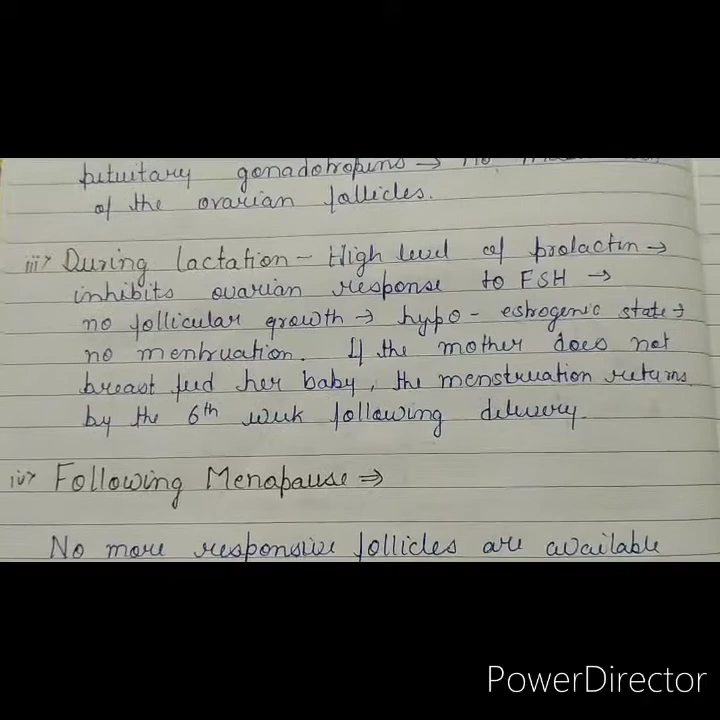 pituitary gonadotropins → no
of the ovarian follicles.
iii> During lactation - High level of prolactin →
inhibits ovarian response to FSH →
no follicular growth → hypo - estrogenic state →
no menstruation. If the mother does not
breast feed her baby, the menstruation returns
by the 6th week following delivery.
iv> Following Menopause ⇒
No more responsive follicles are available
PowerDirector